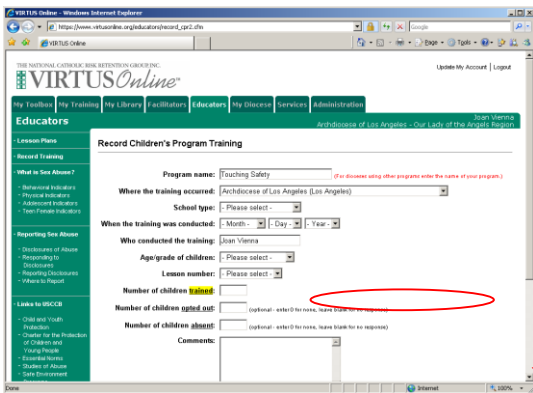 VIRTUS Online - Windows Internet Explorer
https://www.virtusonline.org/educators/record_cpr2.cfm
Google
VIRTUS Online
Page Tools
THE NATIONAL CATHOLIC RISK RETENTION GROUP, INC.
VIRTUS Online™
Update My Account | Logout
My Toolbox My Training My Library Facilitators Educators My Diocese Services Administration
Educators
Joan Vienna
Archdiocese of Los Angeles - Our Lady of the Angels Region
- Lesson Plans
- Record Training
- What is Sex Abuse?
- Behavioral Indicators
- Physical Indicators
- Adolescent Indicators
- Teen Female Indicators
- Reporting Sex Abuse
- Disclosures of Abuse
- Responding to
Disclosures
- Reporting Disclosures
- Where to Report
- Links to USCCB
- Child and Youth
Protection
- Charter for the Protection
of Children and
Young People
- Essential Norms
- Studies of Abuse
- Safe Environment
Record Children's Program Training
Program name: Touching Safety (For dioceses using other programs enter the name of your program.)
Where the training occurred: Archdiocese of Los Angeles (Los Angeles)
School type: - Please select -
When the training was conducted: - Month - - Day - - Year -
Who conducted the training: Joan Vienna
Age/grade of children: - Please select -
Lesson number: - Please select -
Number of children trained:
Number of children opted out: (optional - enter 0 for none, leave blank for no response)
Number of children absent: (optional - enter 0 for none, leave blank for no response)
Comments:
Done
Internet
100%